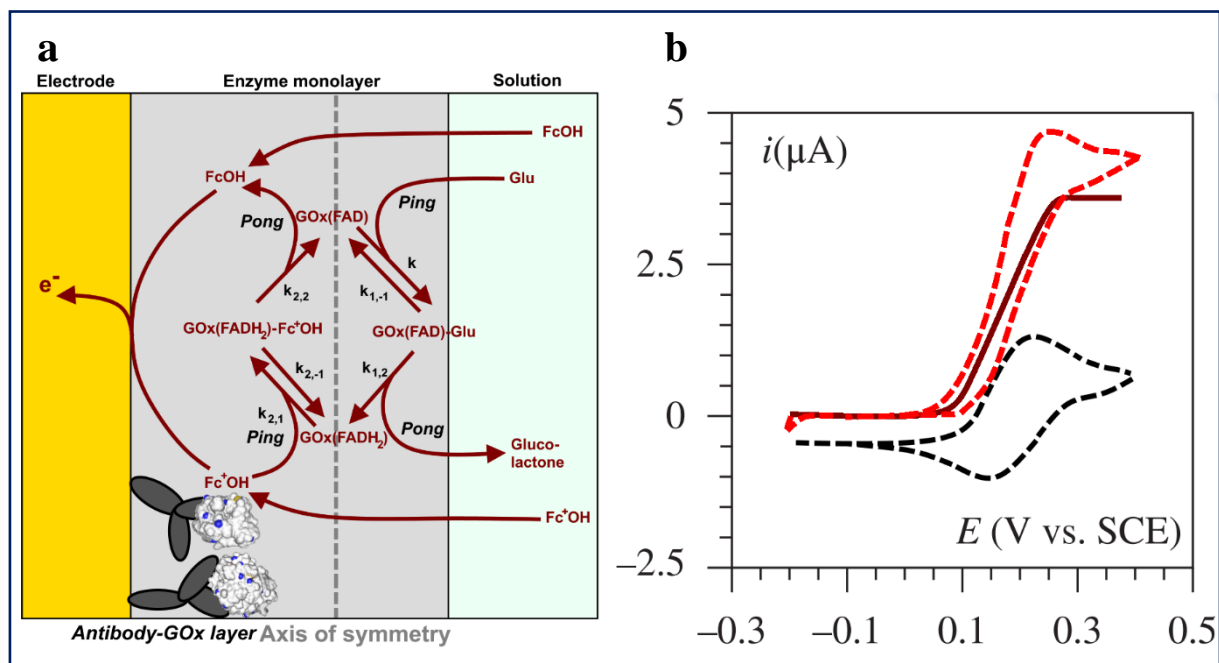 a
Electrode
Enzyme monolayer
Solution
FcOH
FcOH
Glu
Ping
Pong
GOx(FAD)
k
k2,2
k1,-1
e-
GOx(FADH2)-Fc+OH
GOx(FAD)-Glu
k2,-1
k1,2
k2,1
Ping
GOx(FADH2)
Pong
Gluco-
lactone
Fc+OH
Fc+OH
Antibody-GOx layer
Axis of symmetry
b
5
i(μA)
2.5
0
E (V vs. SCE)
−2.5
−0.3 −0.1 0.1 0.3 0.5